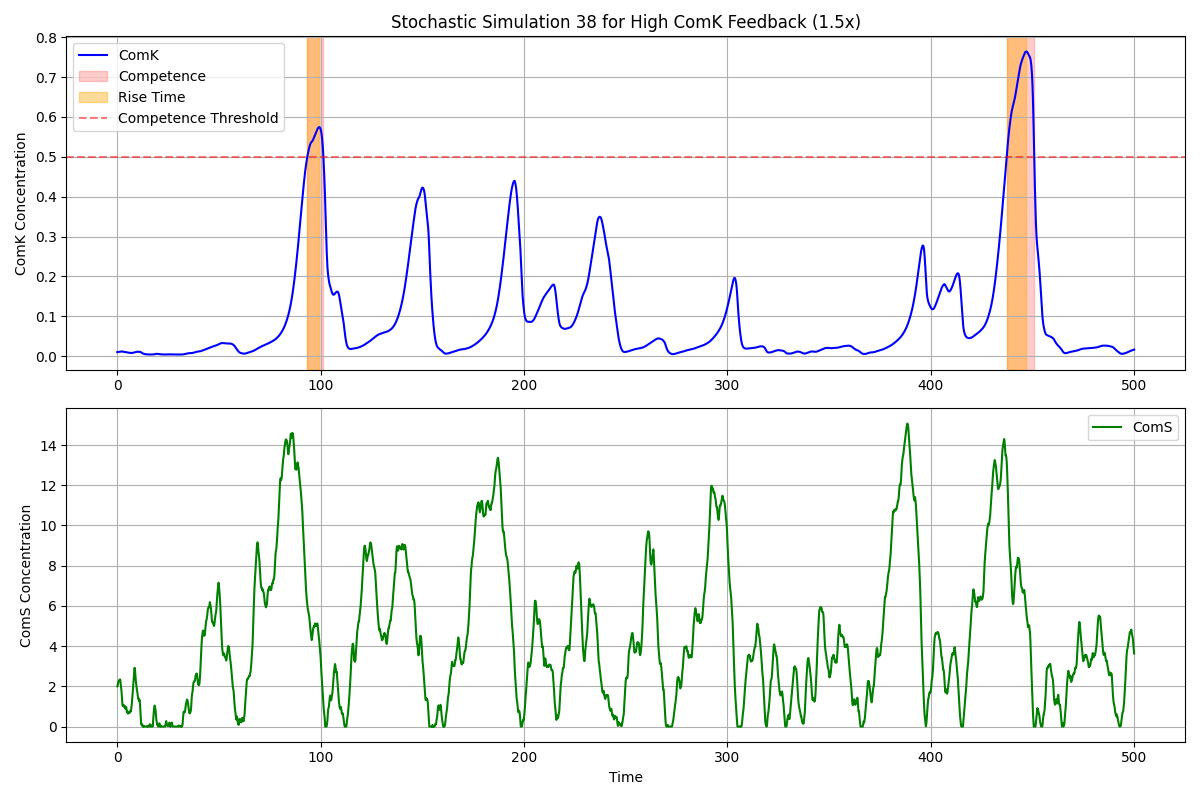 Stochastic Simulation 38 for High ComK Feedback (1.5x)
ComK Concentration
0.8
0.7
0.6
0.5
0.4
0.3
0.2
0.1
0.0
ComK
Competence
Rise Time
Competence Threshold
0 100 200 300 400 500
ComS Concentration
14
12
10
8
6
4
2
0
ComS
0 100 200 300 400 500
Time